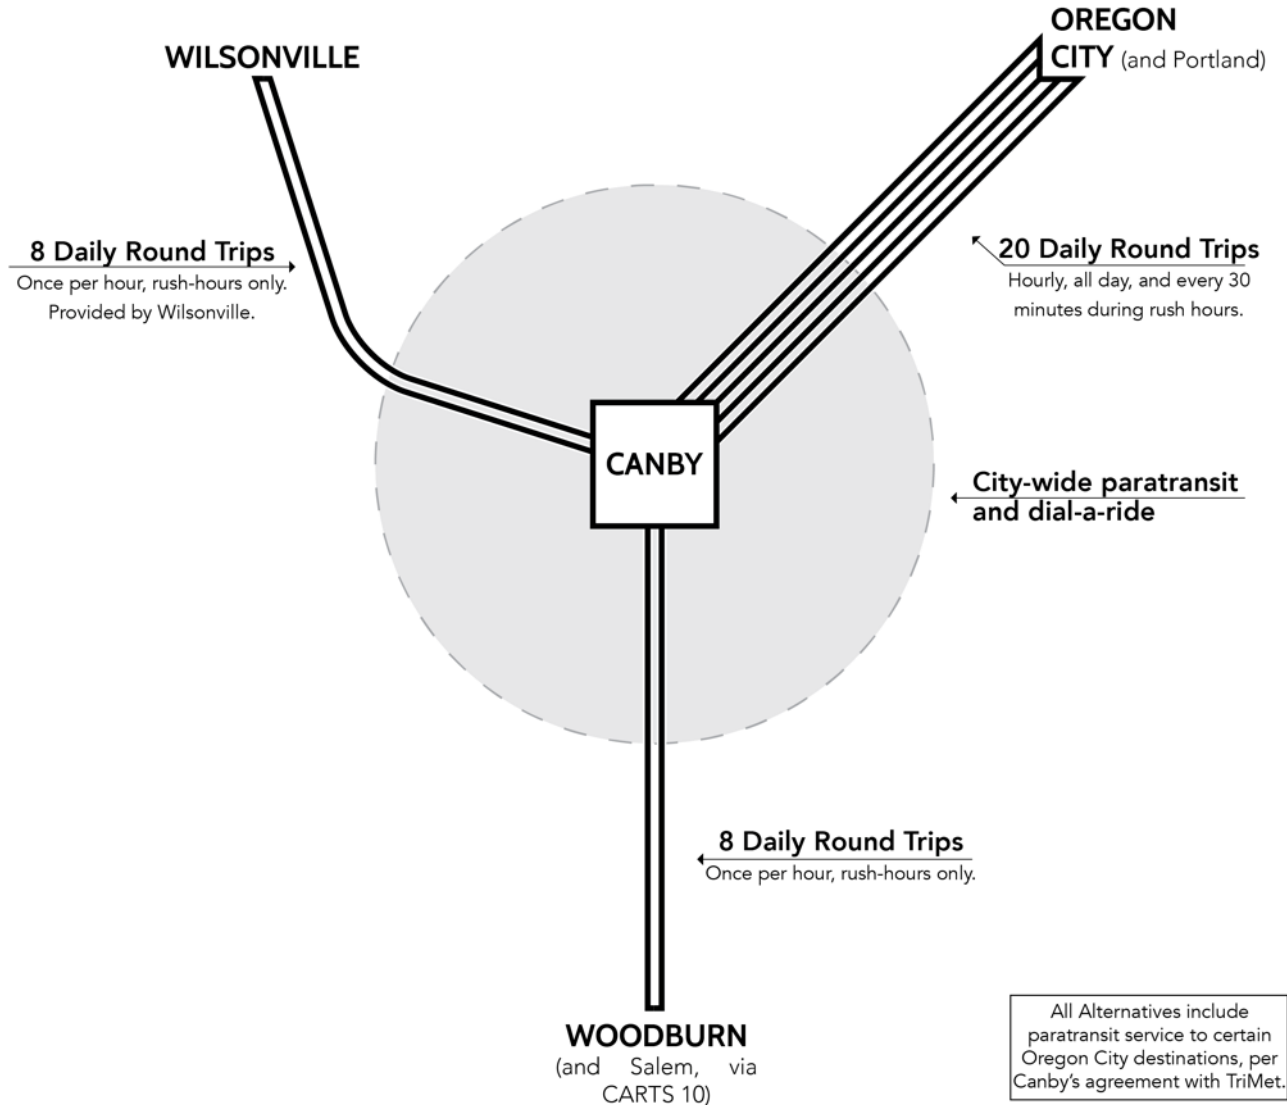 OREGON
CITY (and Portland)
WILSONVILLE
8 Daily Round Trips
Once per hour, rush-hours only.
Provided by Wilsonville.
20 Daily Round Trips
Hourly, all day, and every 30
minutes during rush hours.
CANBY
City-wide paratransit
and dial-a-ride
8 Daily Round Trips
Once per hour, rush-hours only.
WOODBURN
(and Salem, via
CARTS 10)
All Alternatives include
paratransit service to certain
Oregon City destinations, per
Canby's agreement with TriMet.